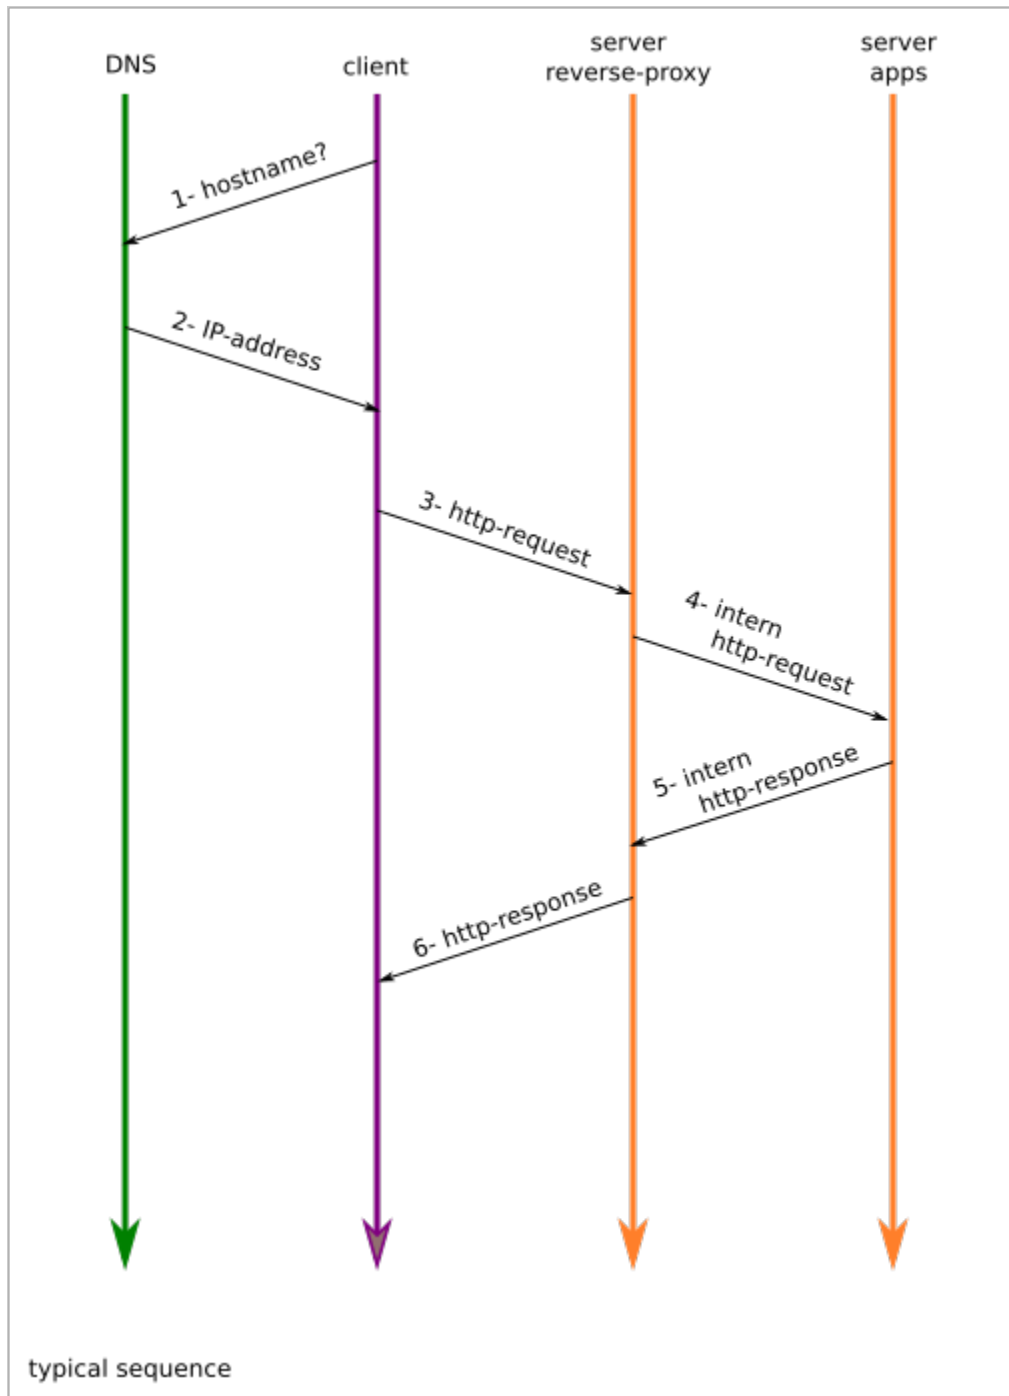 DNS
client
server
reverse-proxy
server
apps
1- hostname?
2- IP-address
3- http-request
4- intern
http-request
5- intern
http-response
6- http-response
typical sequence